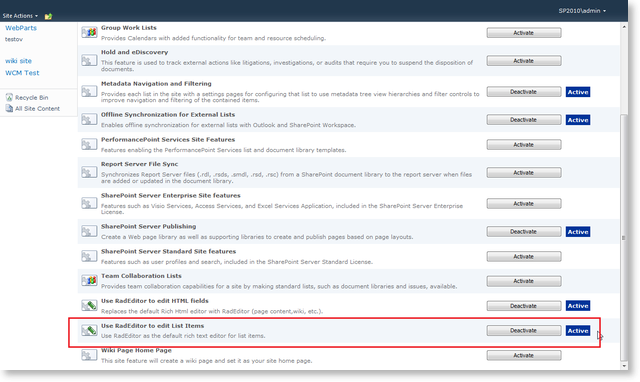 SP2010\admin
Site Actions
WebParts
testov
wiki site
WCM Test
Recycle Bin
All Site Content
Group Work Lists
Provides Calendars with added functionality for team and resource scheduling.
Activate
Hold and eDiscovery
This feature is used to track external actions like litigations, investigations, or audits that require you to suspend the disposition of
documents.
Activate
Metadata Navigation and Filtering
Provides each list in the site with a settings pages for configuring that list to use metadata tree view hierarchies and filter controls to
improve navigation and filtering of the contained items.
Deactivate
Active
Offline Synchronization for External Lists
Enables offline synchronization for external lists with Outlook and SharePoint Workspace.
Deactivate
Active
PerformancePoint Services Site Features
Features enabling the PerformancePoint Services list and document library templates.
Activate
Report Server File Sync
Synchronizes Report Server files (.rdl, .rsds, .smdl, .rsd, .rsc) from a SharePoint document library to the report server when files
are added or updated in the document library.
Activate
SharePoint Server Enterprise Site features
Features such as Visio Services, Access Services, and Excel Services Application, included in the SharePoint Server Enterprise
License.
Activate
SharePoint Server Publishing
Create a Web page library as well as supporting libraries to create and publish pages based on page layouts.
Deactivate
Active
SharePoint Server Standard Site features
Features such as user profiles and search, included in the SharePoint Server Standard License.
Activate
Team Collaboration Lists
Provides team collaboration capabilities for a site by making standard lists, such as document libraries and issues, available.
Activate
Use RadEditor to edit HTML fields
Replaces the default Rich Html editor with RadEditor (page content,wiki, etc.).
Deactivate
Active
Use RadEditor to edit List Items
Use RadEditor as the default rich text editor for list items.
Deactivate
Active
Wiki Page Home Page
This site feature will create a wiki page and set it as your site home page.
Activate